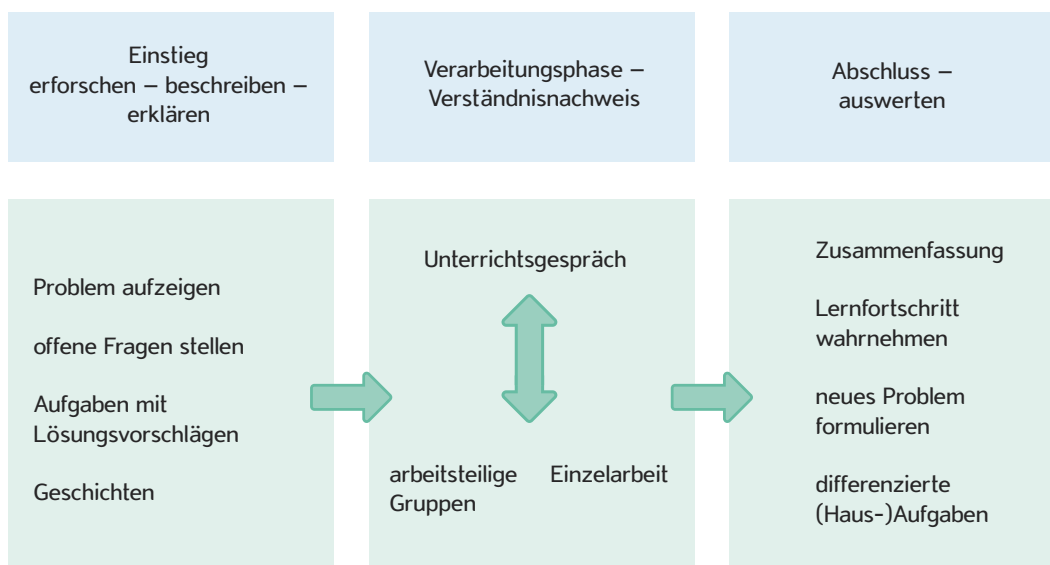 Einstieg
erforschen – beschreiben –
erklären
Verarbeitungsphase –
Verständnisnachweis
Abschluss –
auswerten
Problem aufzeigen
offene Fragen stellen
Aufgaben mit
Lösungsvorschlägen
Geschichten
Unterrichtsgespräch
arbeitsteilige
Gruppen
Einzelarbeit
Zusammenfassung
Lernfortschritt
wahrnehmen
neues Problem
formulieren
differenzierte
(Haus-)Aufgaben